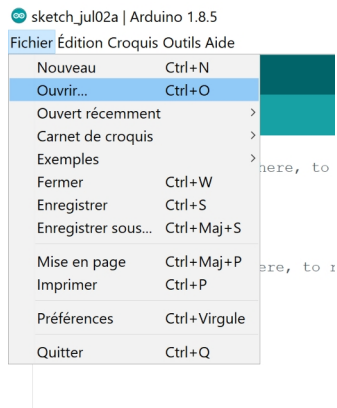 sketch_jul02a | Arduino 1.8.5
Fichier Édition Croquis Outils Aide
Nouveau Ctrl+N
Ouvrir... Ctrl+O
Ouvert récemment >
Carnet de croquis >
Exemples >
here, to
Fermer Ctrl+W
Enregistrer Ctrl+S
Enregistrer sous... Ctrl+Maj+S
Mise en page Ctrl+Maj+P
ere, to r
Imprimer Ctrl+P
Préférences Ctrl+Virgule
Quitter Ctrl+Q